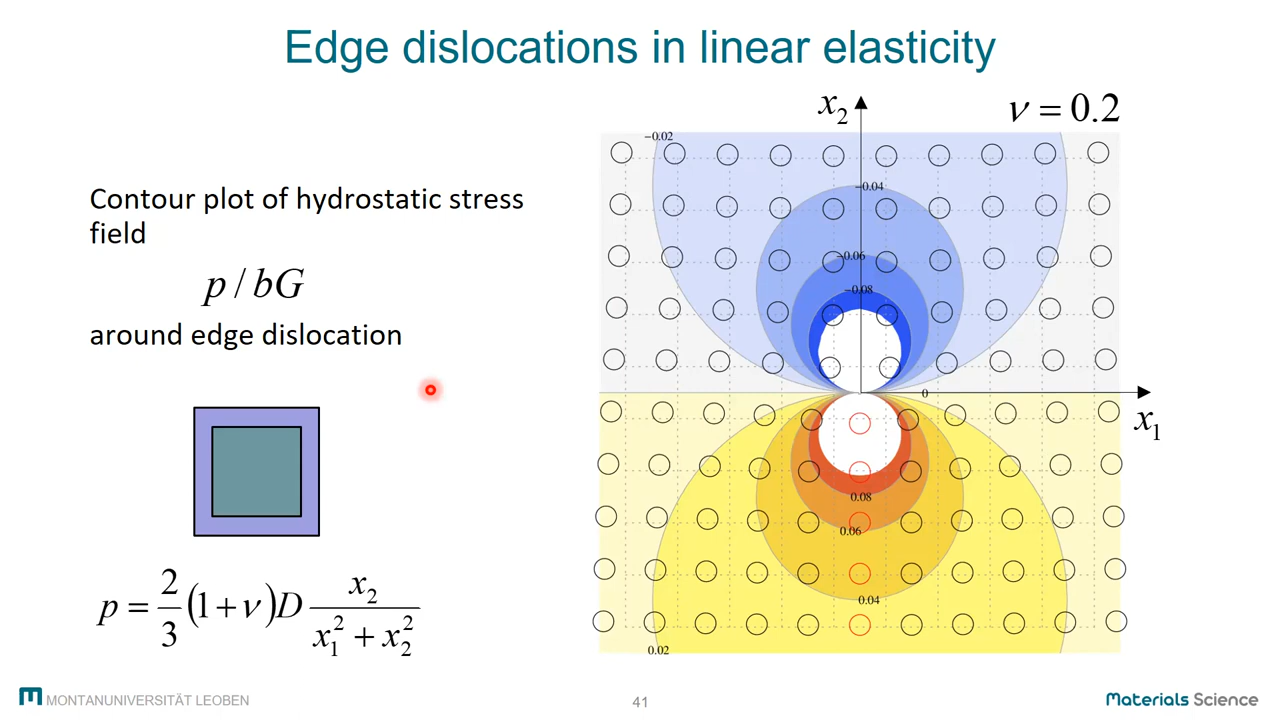 Edge dislocations in linear elasticity
x₂
ν = 0.2
Contour plot of hydrostatic stress
field
p / bG
around edge dislocation
p = 2/3 (1 + ν) D x₂ / (x₁² + x₂²)
−0.02
−0.04
−0.06
−0.08
0
x₁
0.08
0.06
0.04
0.02
MONTANUNIVERSITÄT LEOBEN
41
Materials Science